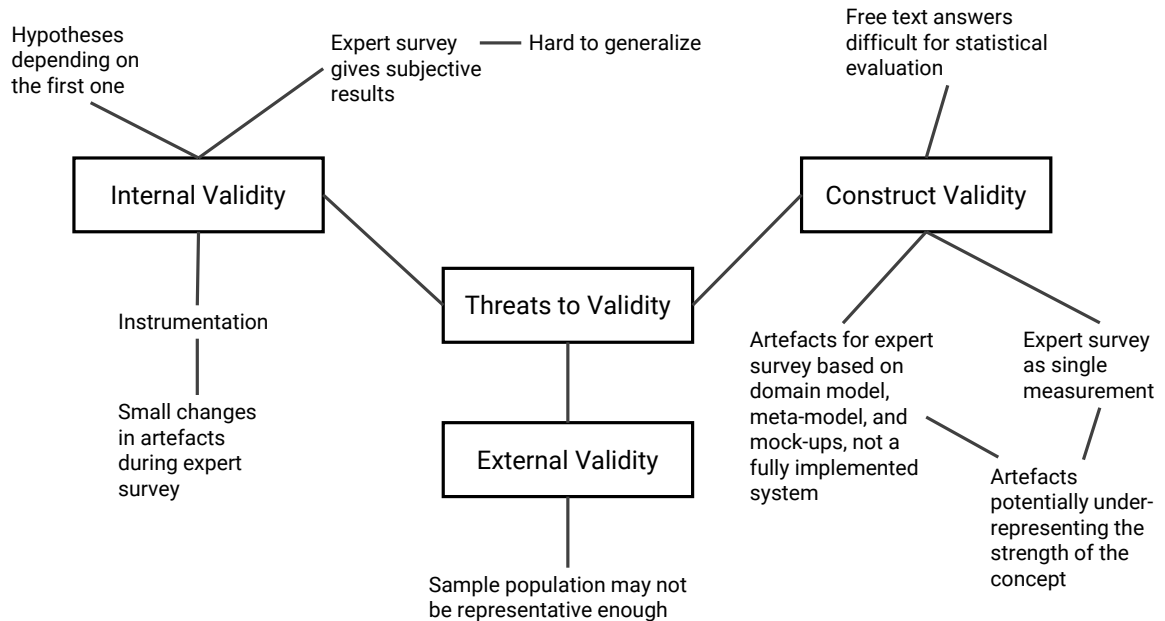 Hypotheses
depending on
the first one
Expert survey
gives subjective
results
Hard to generalize
Free text answers
difficult for statistical
evaluation
Internal Validity
Construct Validity
Threats to Validity
Instrumentation
Small changes
in artefacts
during expert
survey
External Validity
Sample population may not
be representative enough
Artefacts for expert
survey based on
domain model,
meta-model, and
mock-ups, not a
fully implemented
system
Expert survey
as single
measurement
Artefacts
potentially under-
representing the
strength of the
concept